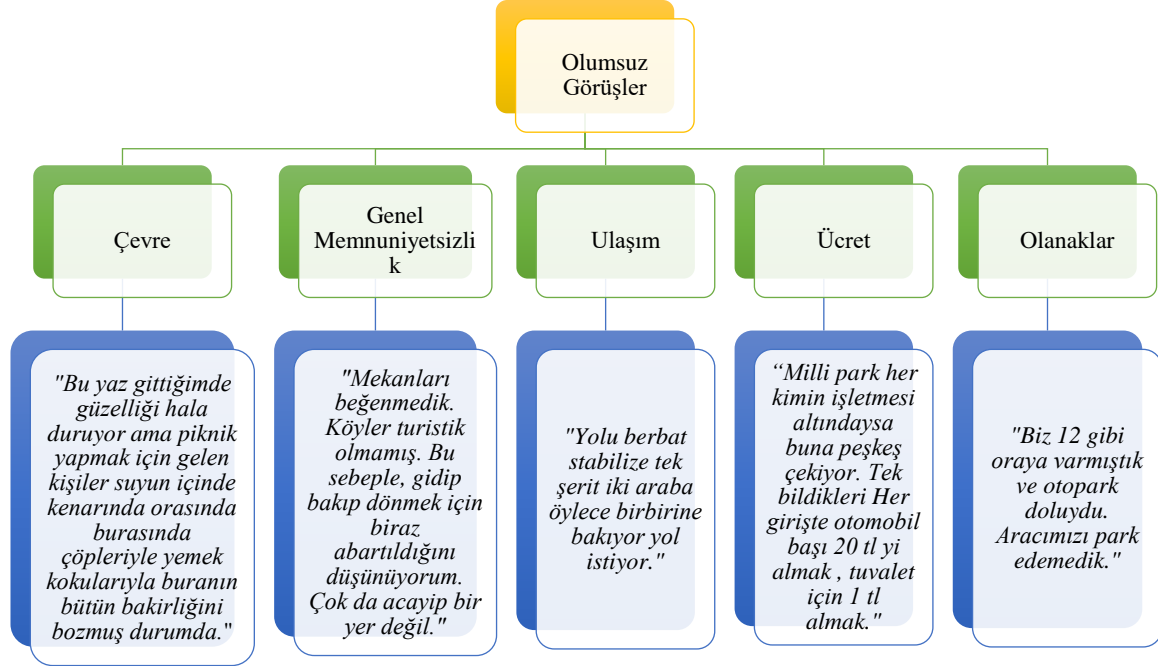 Olumsuz
Görüşler
Çevre
Genel
Memnuniyetsizli
k
Ulaşım
Ücret
Olanaklar
"Bu yaz gittiğimde
güzelliği hala
duruyor ama piknik
yapmak için gelen
kişiler suyun içinde
kenarında orasında
burasında
çöpleriyle yemek
kokularıyla buranın
bütün bakirliğini
bozmuş durumda."
"Mekanları
beğenmedik.
Köyler turistik
olmamış. Bu
sebeple, gidip
bakıp dönmek için
biraz
abartıldığını
düşünüyorum.
Çok da acayip bir
yer değil."
"Yolu berbat
stabilize tek
şerit iki araba
öylece birbirine
bakıyor yol
istiyor."
“Milli park her
kimin işletmesi
altındaysa
buna peşkeş
çekiyor. Tek
bildikleri Her
girişte otomobil
başı 20 tl yi
almak , tuvalet
için 1 tl
almak."
"Biz 12 gibi
oraya varmıştık
ve otopark
doluydu.
Aracımızı park
edemedik."